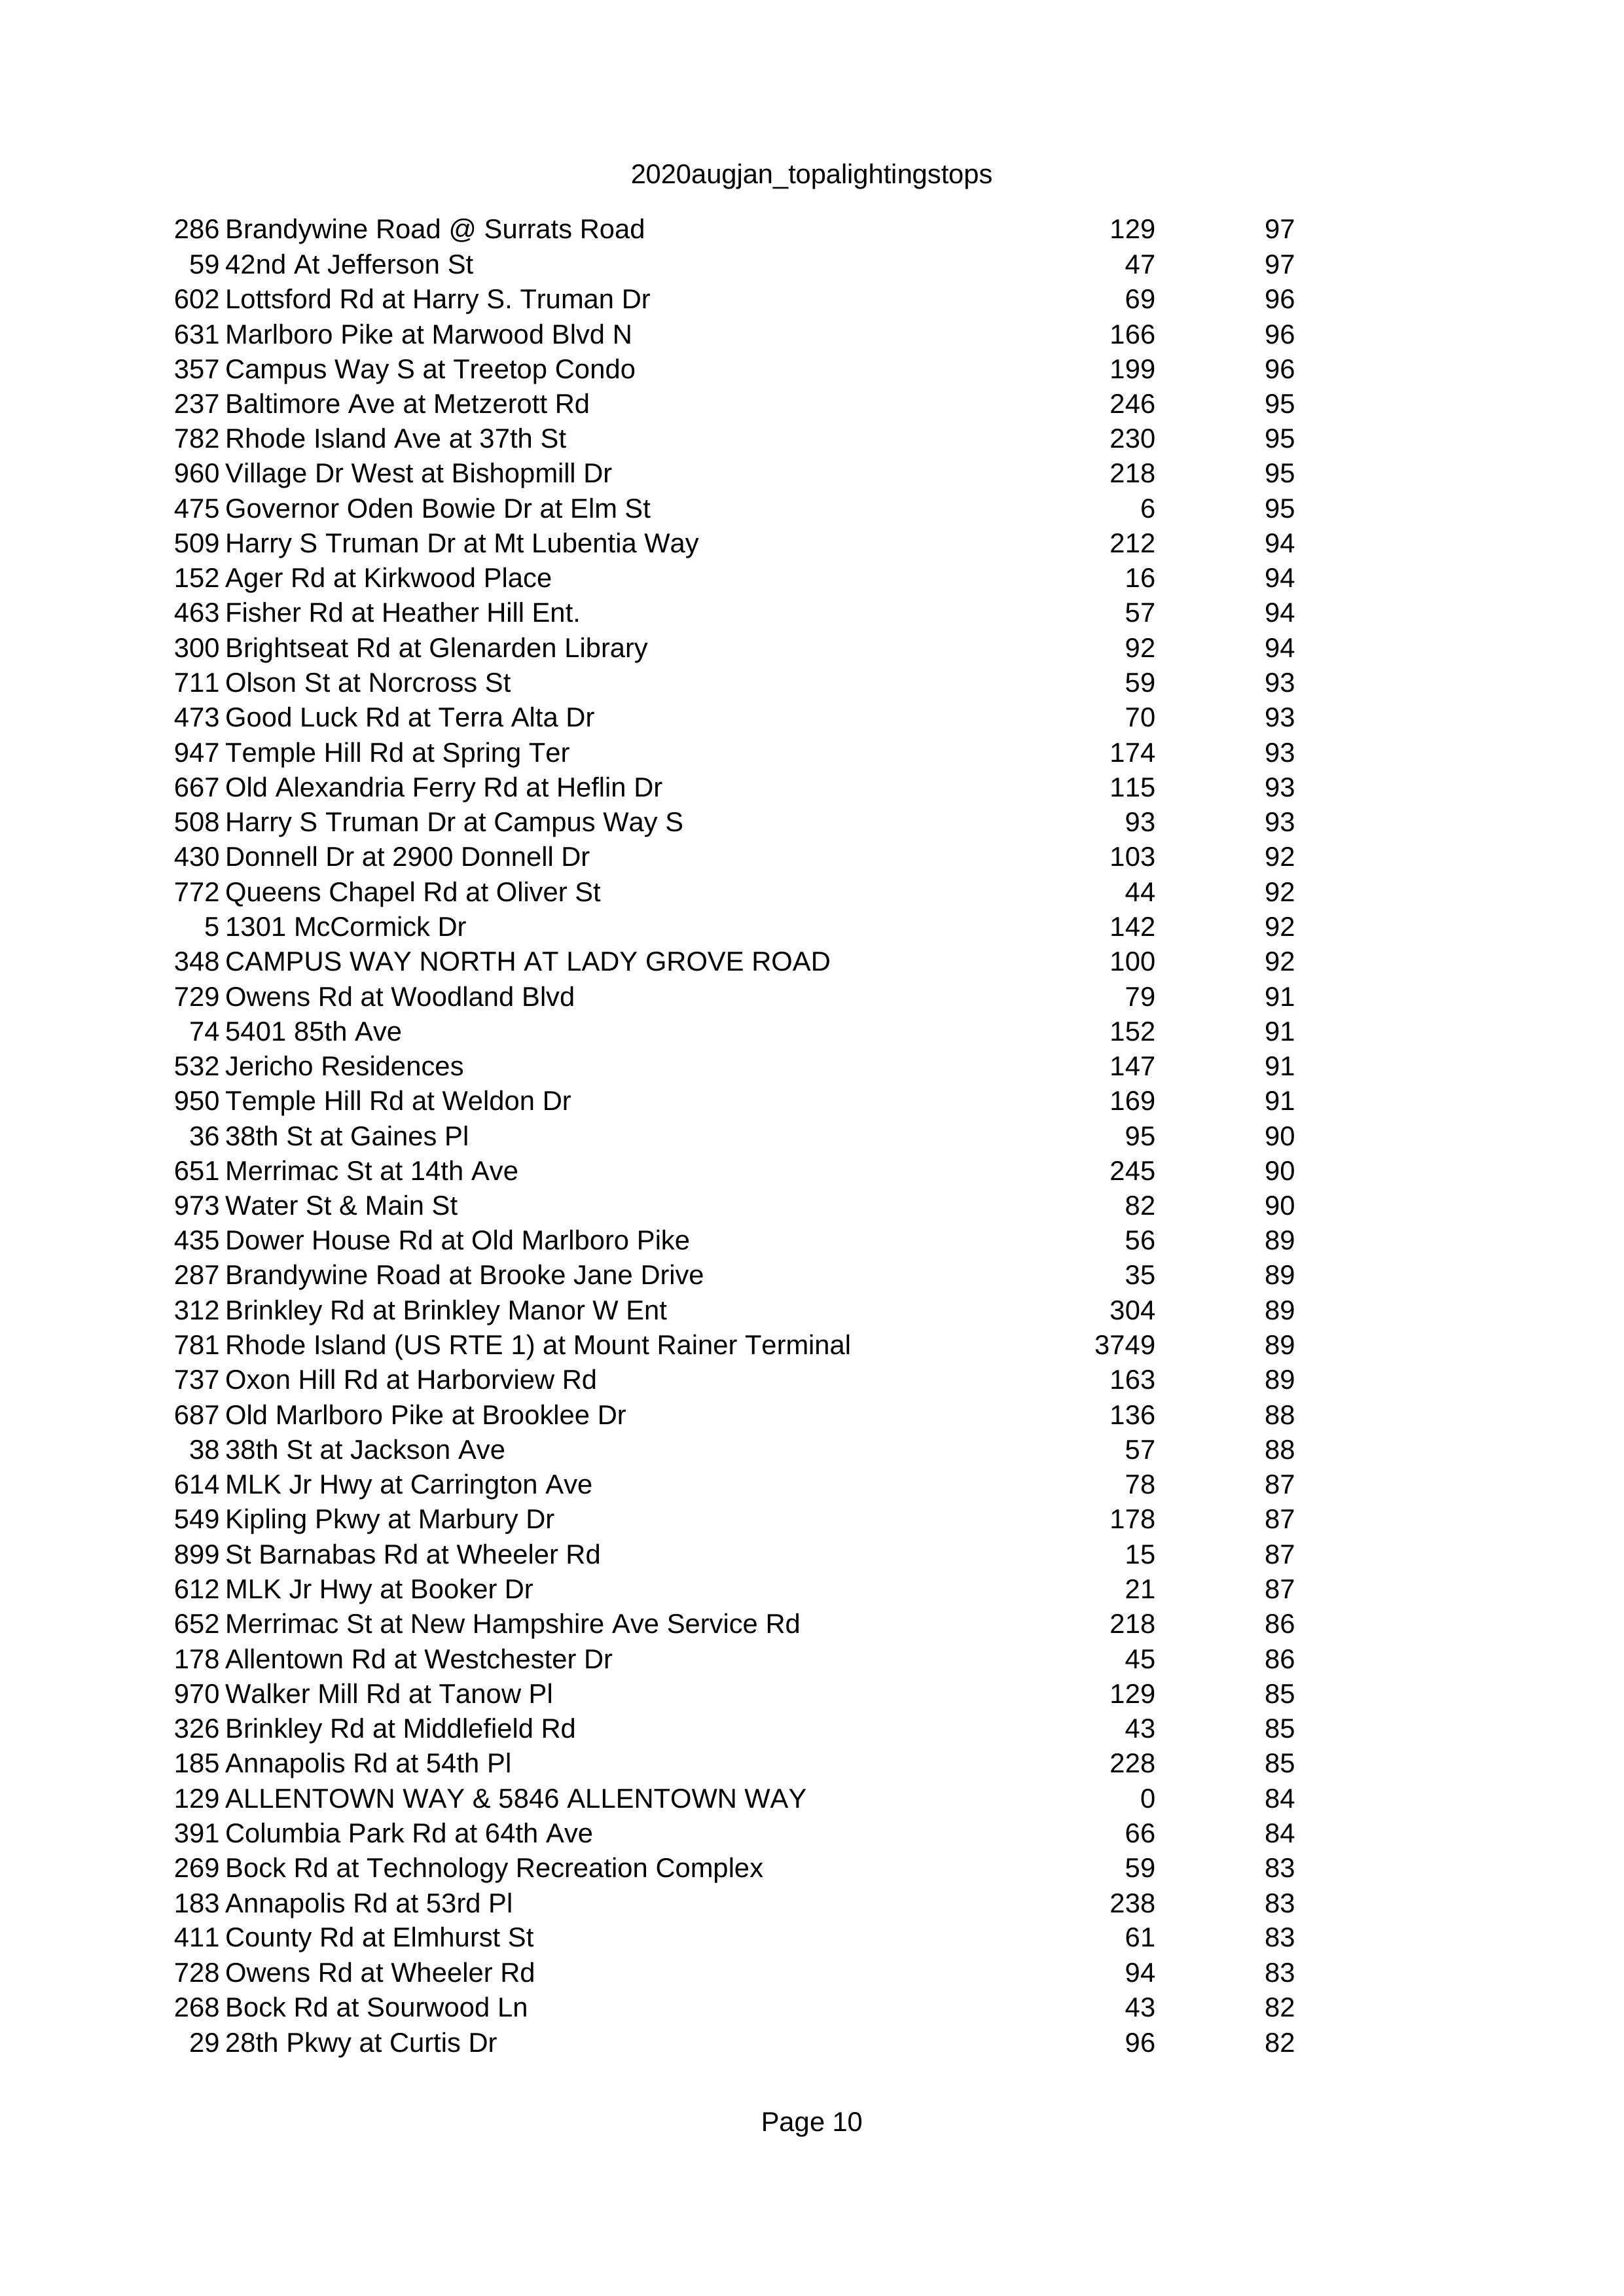 2020augjan_topalightingstops
286 Brandywine Road @ Surrats Road 129 97
59 42nd At Jefferson St 47 97
602 Lottsford Rd at Harry S. Truman Dr 69 96
631 Marlboro Pike at Marwood Blvd N 166 96
357 Campus Way S at Treetop Condo 199 96
237 Baltimore Ave at Metzerott Rd 246 95
782 Rhode Island Ave at 37th St 230 95
960 Village Dr West at Bishopmill Dr 218 95
475 Governor Oden Bowie Dr at Elm St 6 95
509 Harry S Truman Dr at Mt Lubentia Way 212 94
152 Ager Rd at Kirkwood Place 16 94
463 Fisher Rd at Heather Hill Ent. 57 94
300 Brightseat Rd at Glenarden Library 92 94
711 Olson St at Norcross St 59 93
473 Good Luck Rd at Terra Alta Dr 70 93
947 Temple Hill Rd at Spring Ter 174 93
667 Old Alexandria Ferry Rd at Heflin Dr 115 93
508 Harry S Truman Dr at Campus Way S 93 93
430 Donnell Dr at 2900 Donnell Dr 103 92
772 Queens Chapel Rd at Oliver St 44 92
5 1301 McCormick Dr 142 92
348 CAMPUS WAY NORTH AT LADY GROVE ROAD 100 92
729 Owens Rd at Woodland Blvd 79 91
74 5401 85th Ave 152 91
532 Jericho Residences 147 91
950 Temple Hill Rd at Weldon Dr 169 91
36 38th St at Gaines Pl 95 90
651 Merrimac St at 14th Ave 245 90
973 Water St & Main St 82 90
435 Dower House Rd at Old Marlboro Pike 56 89
287 Brandywine Road at Brooke Jane Drive 35 89
312 Brinkley Rd at Brinkley Manor W Ent 304 89
781 Rhode Island (US RTE 1) at Mount Rainer Terminal 3749 89
737 Oxon Hill Rd at Harborview Rd 163 89
687 Old Marlboro Pike at Brooklee Dr 136 88
38 38th St at Jackson Ave 57 88
614 MLK Jr Hwy at Carrington Ave 78 87
549 Kipling Pkwy at Marbury Dr 178 87
899 St Barnabas Rd at Wheeler Rd 15 87
612 MLK Jr Hwy at Booker Dr 21 87
652 Merrimac St at New Hampshire Ave Service Rd 218 86
178 Allentown Rd at Westchester Dr 45 86
970 Walker Mill Rd at Tanow Pl 129 85
326 Brinkley Rd at Middlefield Rd 43 85
185 Annapolis Rd at 54th Pl 228 85
129 ALLENTOWN WAY & 5846 ALLENTOWN WAY 0 84
391 Columbia Park Rd at 64th Ave 66 84
269 Bock Rd at Technology Recreation Complex 59 83
183 Annapolis Rd at 53rd Pl 238 83
411 County Rd at Elmhurst St 61 83
728 Owens Rd at Wheeler Rd 94 83
268 Bock Rd at Sourwood Ln 43 82
29 28th Pkwy at Curtis Dr 96 82
Page 10